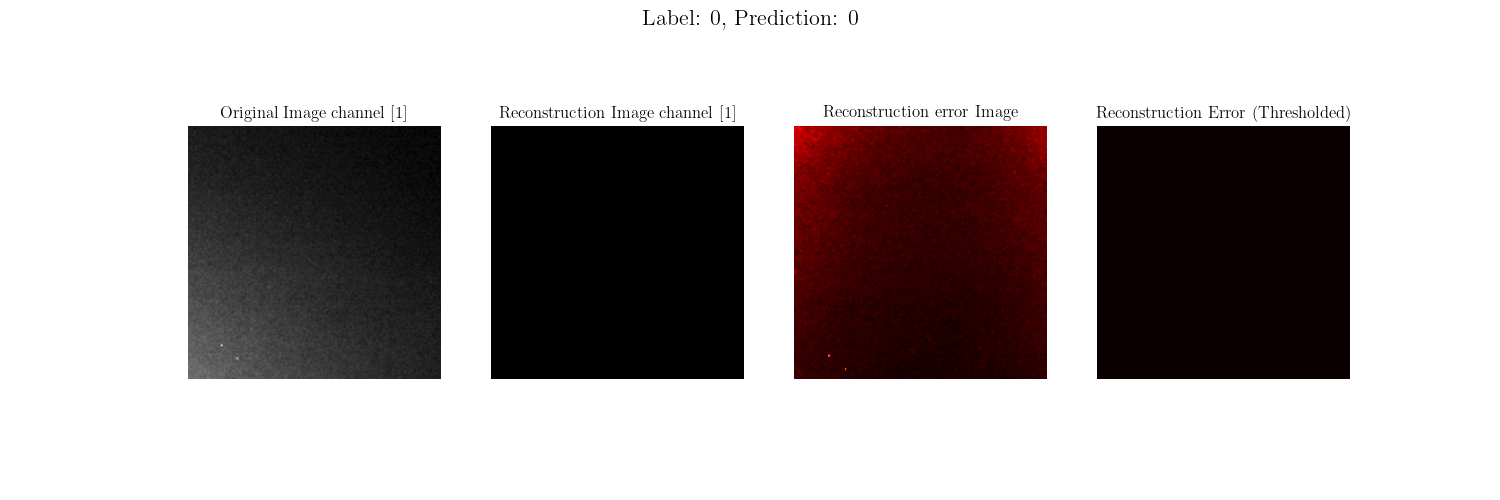 Label: 0, Prediction: 0
Original Image channel [1]
Reconstruction Image channel [1]
Reconstruction error Image
Reconstruction Error (Thresholded)